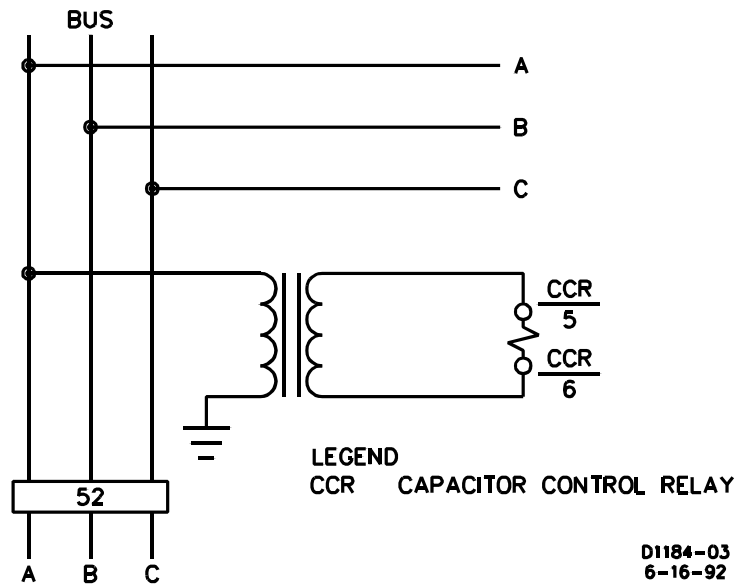 BUS
A
B
C
CCR
5
CCR
6
LEGEND
CCR CAPACITOR CONTROL RELAY
52
A B C
D1184-03
6-16-92